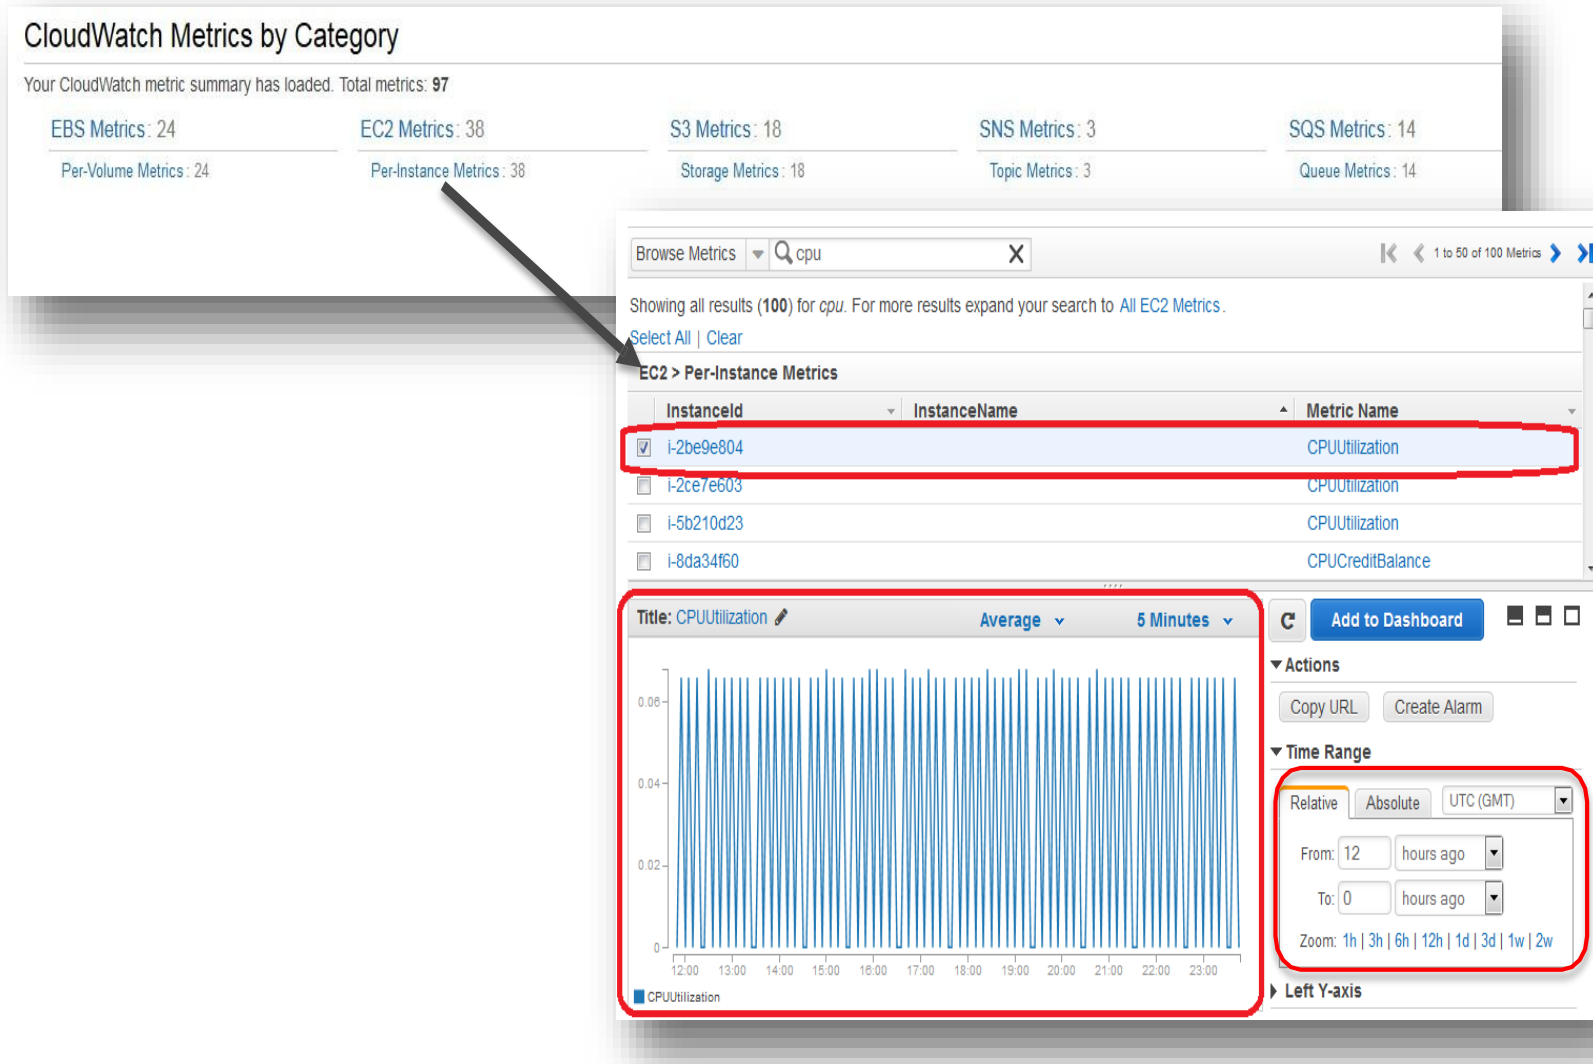 CloudWatch Metrics by Category
Your CloudWatch metric summary has loaded. Total metrics: 97
EBS Metrics: 24
EC2 Metrics: 38
S3 Metrics: 18
SNS Metrics: 3
SQS Metrics: 14
Per-Volume Metrics: 24
Per-Instance Metrics: 38
Storage Metrics: 18
Topic Metrics: 3
Queue Metrics: 14
Browse Metrics
cpu
X
1 to 50 of 100 Metrics
Showing all results (100) for cpu. For more results expand your search to All EC2 Metrics.
Select All | Clear
EC2 > Per-Instance Metrics
InstanceId InstanceName Metric Name
i-2be9e804 CPUUtilization
i-2ce7e603 CPUUtilization
i-5b210d23 CPUUtilization
i-8da34f60 CPUCreditBalance
Title: CPUUtilization Average 5 Minutes
0.06
0.04
0.02
0
12:00 13:00 14:00 15:00 16:00 17:00 18:00 19:00 20:00 21:00 22:00 23:00
CPUUtilization
Add to Dashboard
Actions
Copy URL Create Alarm
Time Range
Relative Absolute UTC (GMT)
From: 12 hours ago
To: 0 hours ago
Zoom: 1h | 3h | 6h | 12h | 1d | 3d | 1w | 2w
Left Y-axis